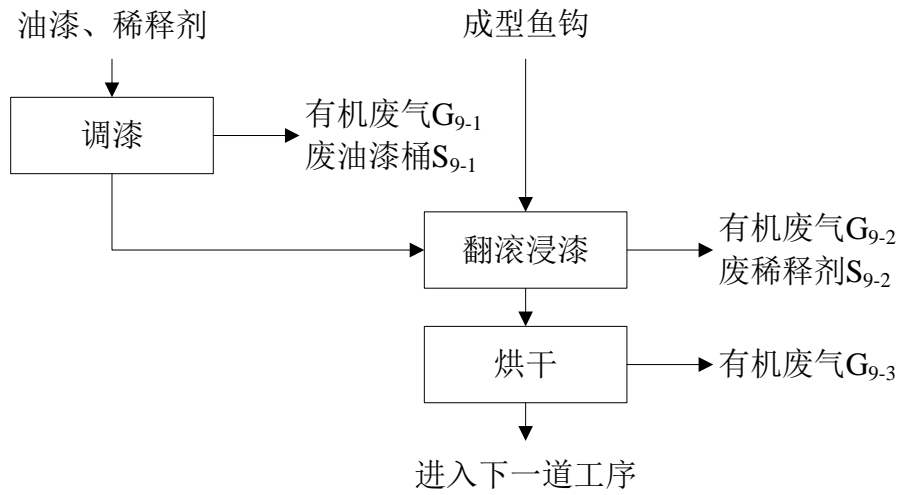 油漆、稀释剂
成型鱼钩
调漆
有机废气G9-1
废油漆桶S9-1
翻滚浸漆
有机废气G9-2
废稀释剂S9-2
烘干
有机废气G9-3
进入下一道工序